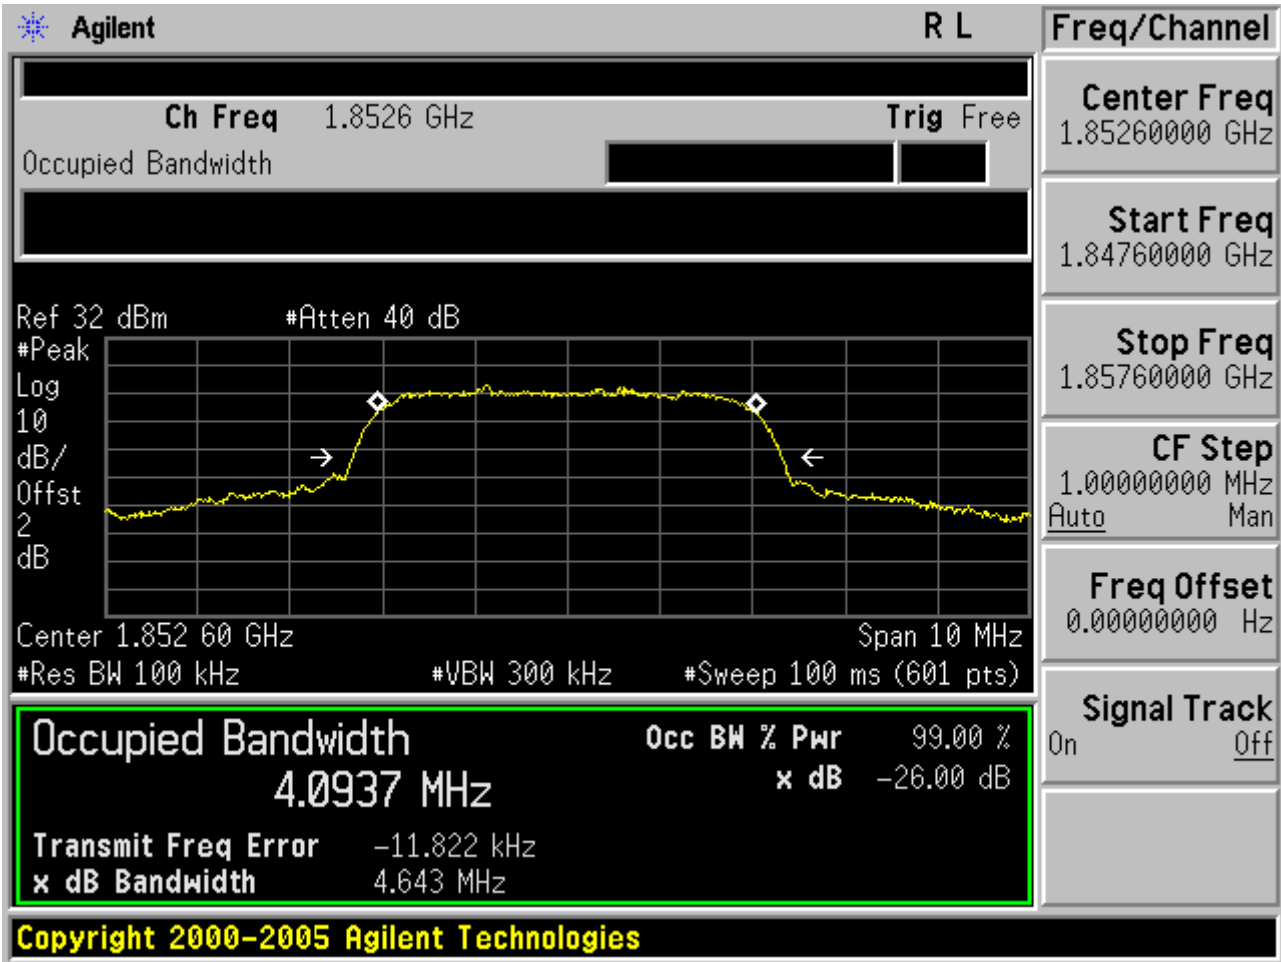 Agilent R L
Freq/Channel
Ch Freq 1.8526 GHz Trig Free
Occupied Bandwidth
Center Freq
1.85260000 GHz
Start Freq
1.84760000 GHz
Stop Freq
1.85760000 GHz
CF Step
1.00000000 MHz
Auto Man
Freq Offset
0.00000000 Hz
Signal Track
On Off
Ref 32 dBm #Atten 40 dB
#Peak
Log
10
dB/
Offst
2
dB
Center 1.852 60 GHz Span 10 MHz
#Res BW 100 kHz #VBW 300 kHz #Sweep 100 ms (601 pts)
Occupied Bandwidth Occ BW % Pwr 99.00 %
4.0937 MHz x dB -26.00 dB
Transmit Freq Error -11.822 kHz
x dB Bandwidth 4.643 MHz
Copyright 2000-2005 Agilent Technologies